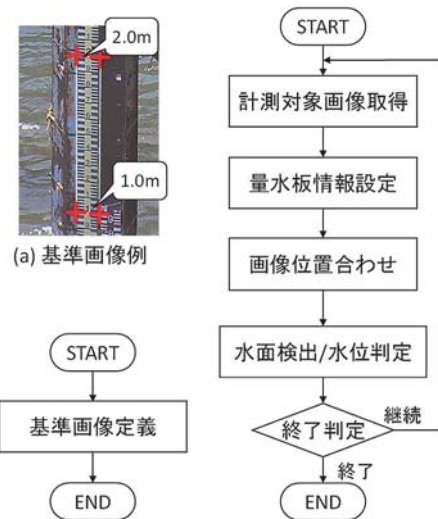 2.0m
1.0m
(a) 基準画像例
START
基準画像定義
END
START
計測対象画像取得
量水板情報設定
画像位置合わせ
水面検出/水位判定
終了判定
継続
終了
END